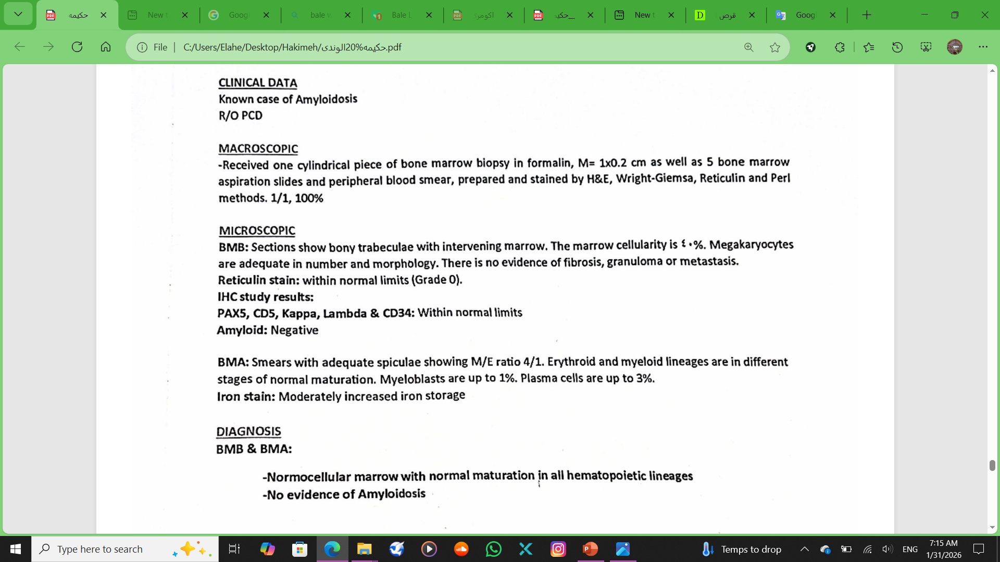 حکیمه
New t
Goog
bale v
Bale L
اکومر
حکید__
New t
قرص
Goog
File
C:/Users/Elahe/Desktop/Hakimeh/حکیمه%20الوندی.pdf
CLINICAL DATA
Known case of Amyloidosis
R/O PCD
MACROSCOPIC
-Received one cylindrical piece of bone marrow biopsy in formalin, M= 1x0.2 cm as well as 5 bone marrow
aspiration slides and peripheral blood smear, prepared and stained by H&E, Wright-Giemsa, Reticulin and Perl
methods. 1/1, 100%
MICROSCOPIC
BMB: Sections show bony trabeculae with intervening marrow. The marrow cellularity is ٤٠%. Megakaryocytes
are adequate in number and morphology. There is no evidence of fibrosis, granuloma or metastasis.
Reticulin stain: within normal limits (Grade 0).
IHC study results:
PAX5, CD5, Kappa, Lambda & CD34: Within normal limits
Amyloid: Negative
BMA: Smears with adequate spiculae showing M/E ratio 4/1. Erythroid and myeloid lineages are in different
stages of normal maturation. Myeloblasts are up to 1%. Plasma cells are up to 3%.
Iron stain: Moderately increased iron storage
DIAGNOSIS
BMB & BMA:
-Normocellular marrow with normal maturation in all hematopoietic lineages
-No evidence of Amyloidosis
Type here to search
Temps to drop
ENG
7:15 AM
1/31/2026